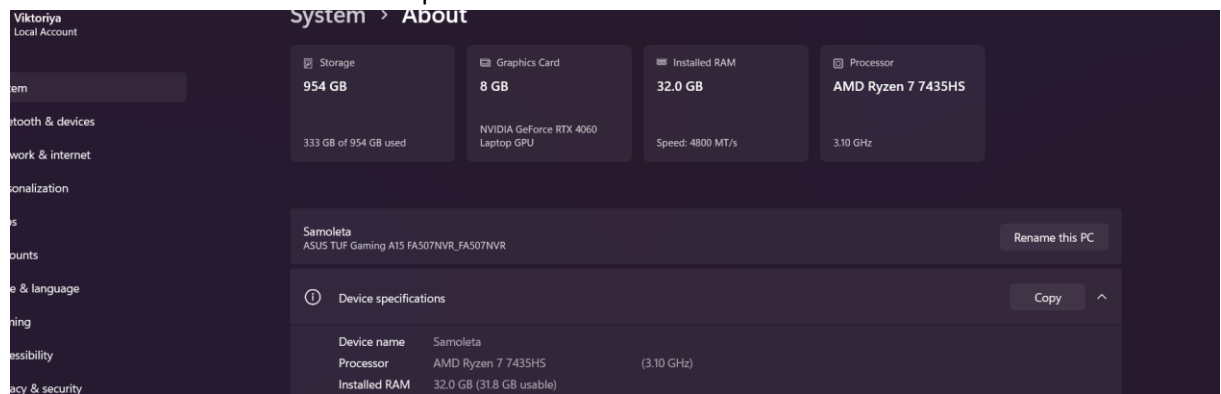 Viktoriya
Local Account
System > About
Storage
954 GB
333 GB of 954 GB used
Graphics Card
8 GB
NVIDIA GeForce RTX 4060
Laptop GPU
Installed RAM
32.0 GB
Speed: 4800 MT/s
Processor
AMD Ryzen 7 7435HS
3.10 GHz
em
etooth & devices
work & internet
sonalization
s
ounts
e & language
ning
essibility
acy & security
Samoleta
ASUS TUF Gaming A15 FA507NVR_FA507NVR
Rename this PC
Device specifications
Copy
Device name Samoleta
Processor AMD Ryzen 7 7435HS (3.10 GHz)
Installed RAM 32.0 GB (31.8 GB usable)